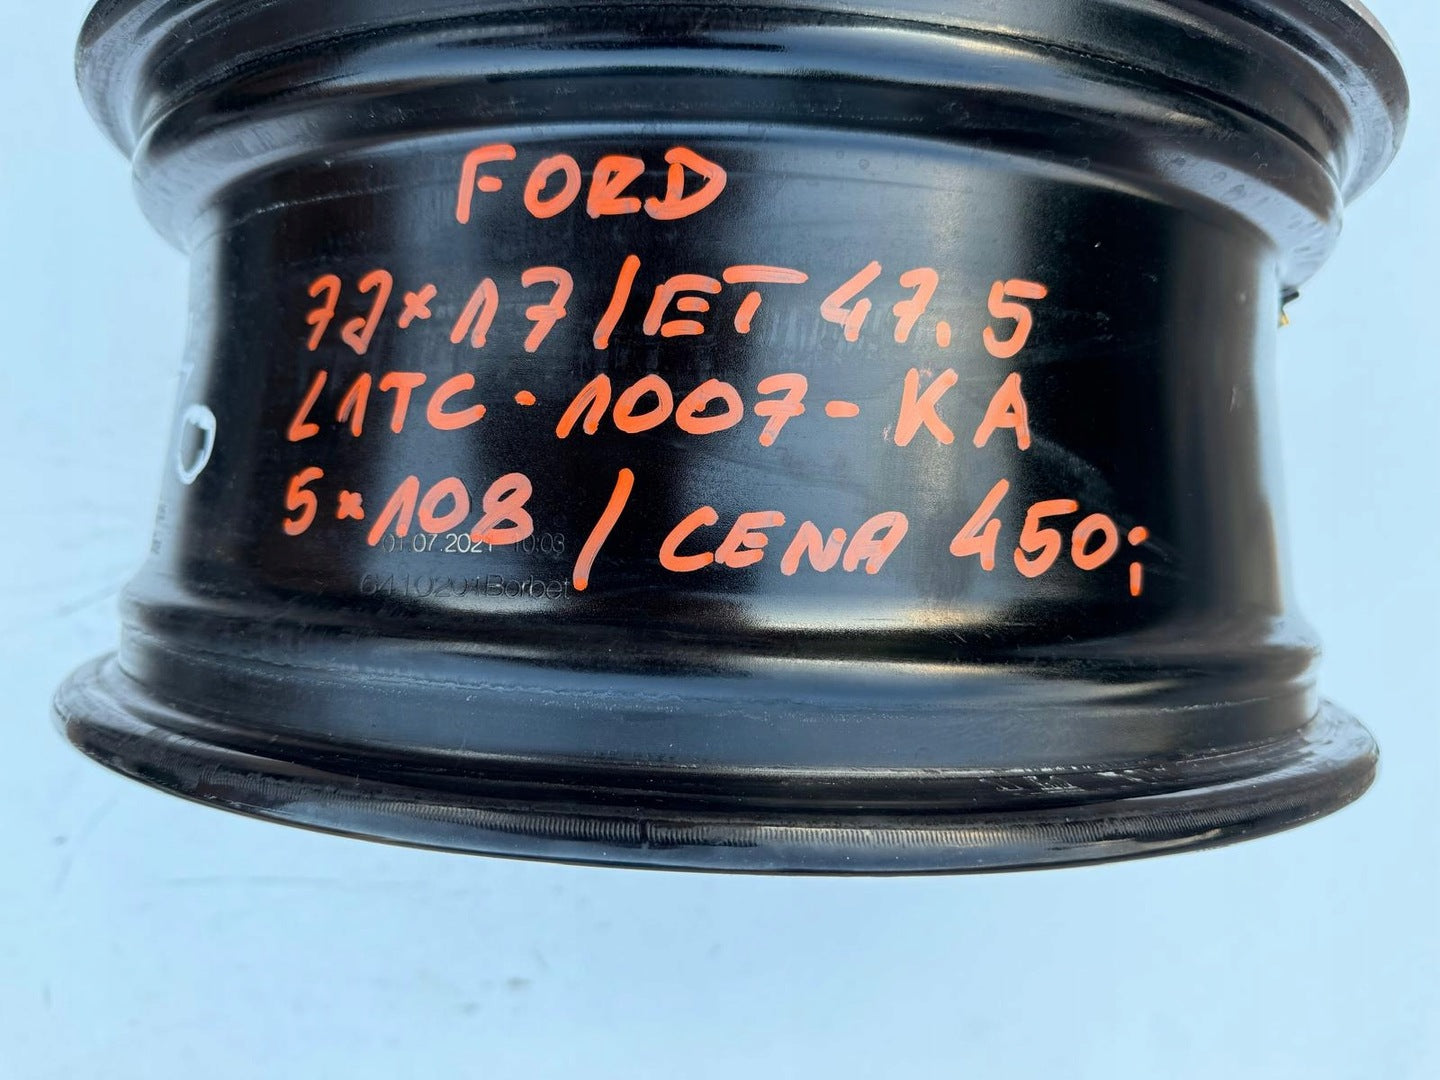 FORD
7J×17/ET 47.5
L1TC-1007-KA
5×108/CENA 450;
01.07.2021 10:03
6410201Borbet